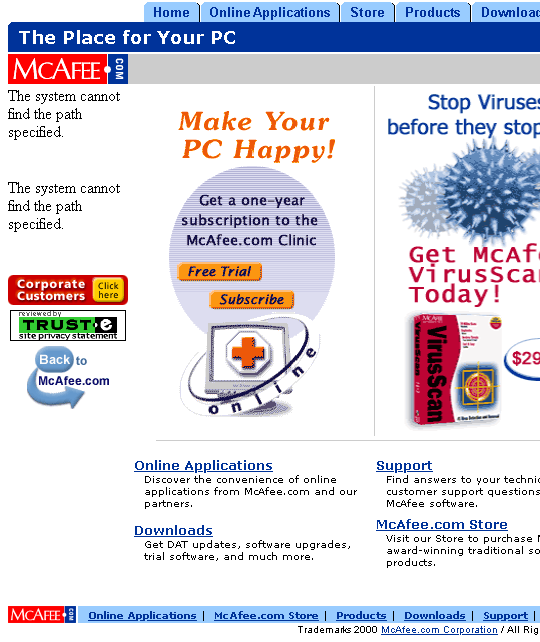 Home Online Applications Store Products
The Place for Your PC
McAFEE.COM
The system cannot
find the path
specified.
The system cannot
find the path
specified.
Corporate
Customers
Click
here
reviewed by
TRUST·e
site privacy statement
Back to
McAfee.com
Make Your
PC Happy!
Get a one-year
subscription to the
McAfee.com Clinic
Free Trial
Subscribe
online
Stop Viruses
before they stop
Get
VirusScan
Today!
McAFEE
VirusScan
VirusScan
$29
Online Applications
Discover the convenience of online
applications from McAfee.com and our
partners.
Downloads
Get DAT updates, software upgrades,
trial software, and much more.
Support
Find answers to your
customer support questions
McAfee software.
McAfee.com Store
Visit our Store to purchase
award-winning traditional
products.
McAFEE.COM Online Applications | McAfee.com Store | Products | Downloads | Support |
Trademarks 2000 McAfee.com Corporation / All